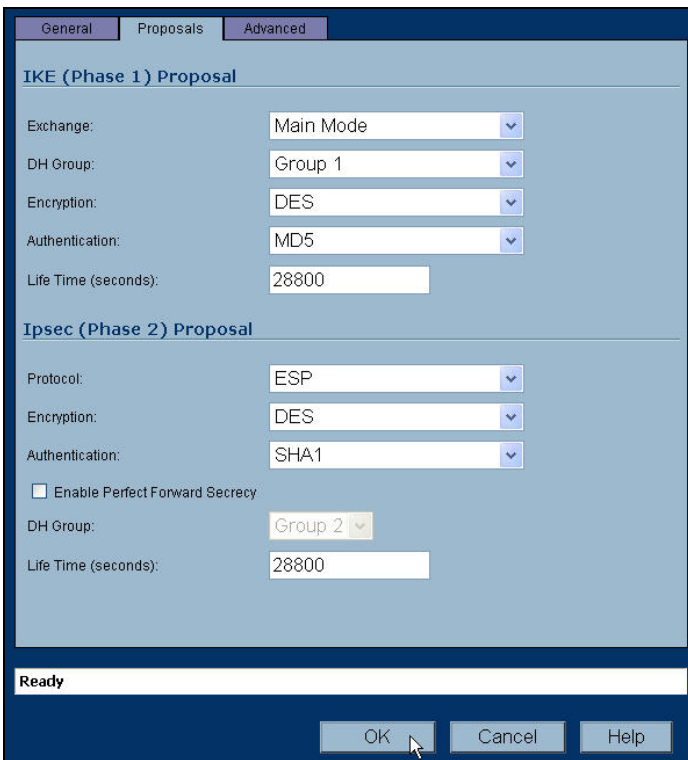 General Proposals Advanced
IKE (Phase 1) Proposal
Exchange: Main Mode
DH Group: Group 1
Encryption: DES
Authentication: MD5
Life Time (seconds): 28800
Ipsec (Phase 2) Proposal
Protocol: ESP
Encryption: DES
Authentication: SHA1
Enable Perfect Forward Secrecy
DH Group: Group 2
Life Time (seconds): 28800
Ready
OK Cancel Help